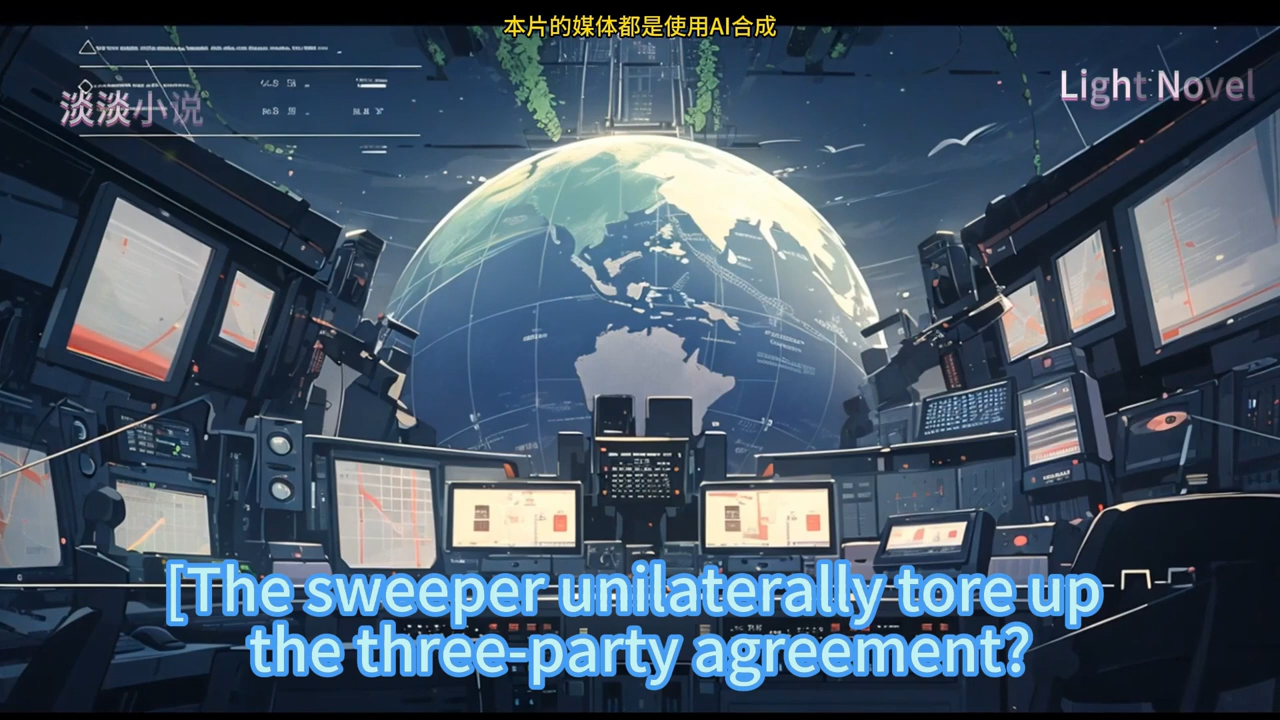 本片的媒体都是使用AI合成
淡淡小说
Light Novel
[The sweeper unilaterally tore up
the three-party agreement?